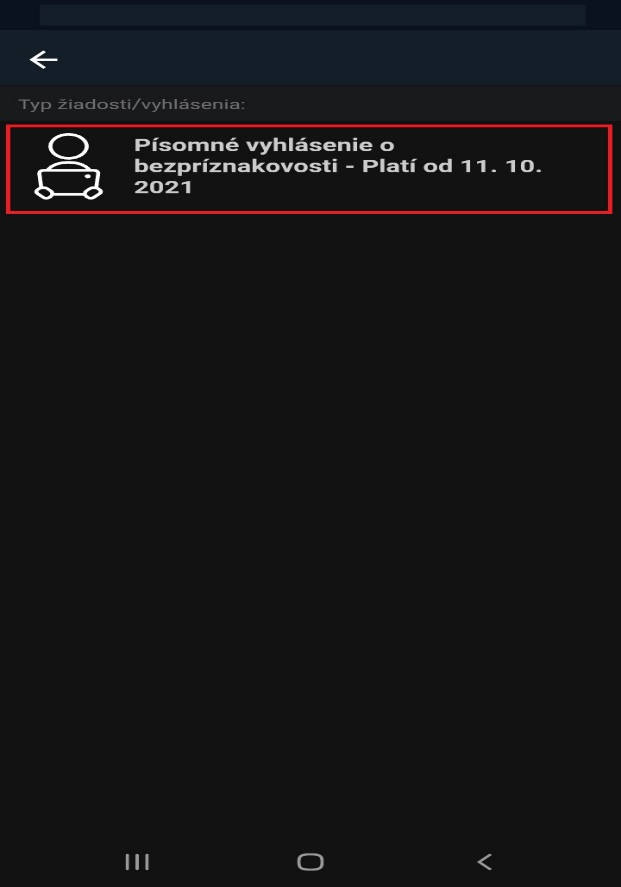 Typ žiadosti/vyhlásenia:
Písomné vyhlásenie o
bezpríznakovosti - Platí od 11. 10.
2021